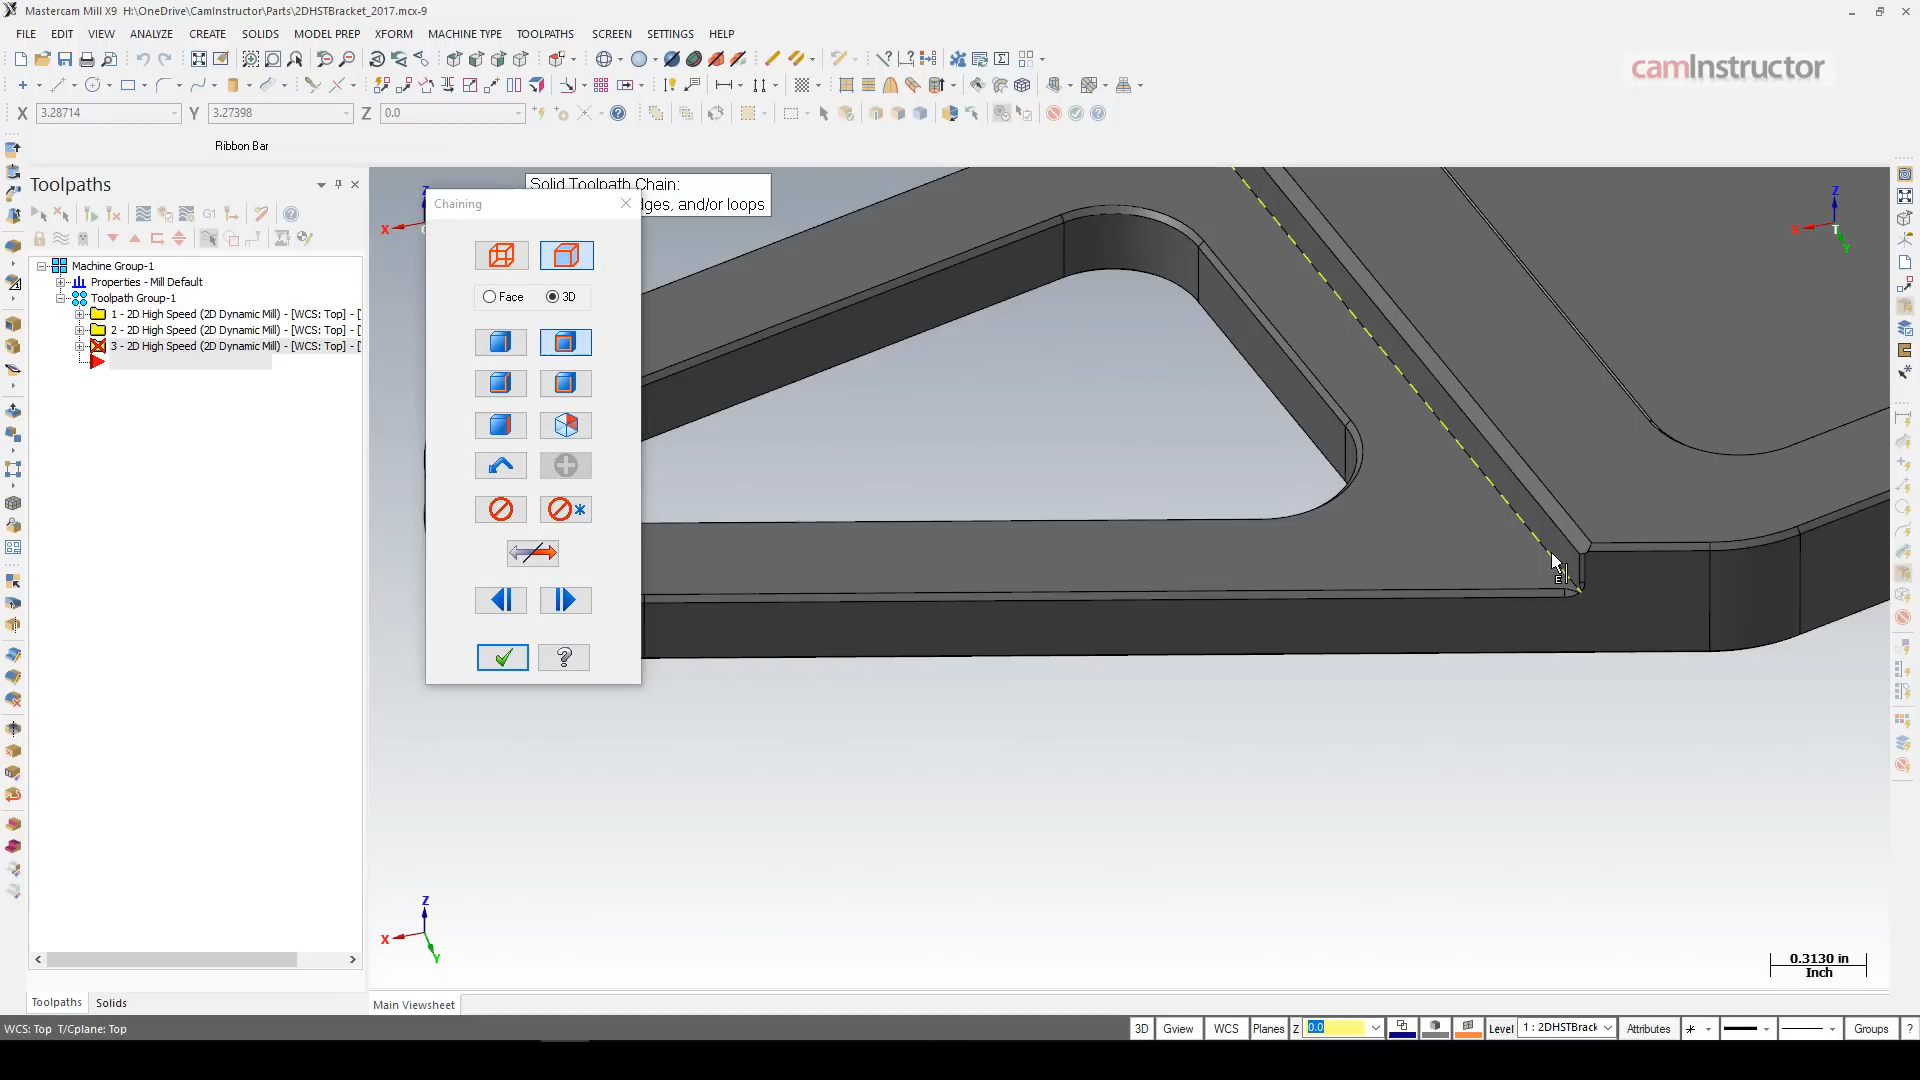 Mastercam Mill X9 H:\OneDrive\CamInstructor\Parts\2DHSTBracket_2017.mcx-9
FILE EDIT VIEW ANALYZE CREATE SOLIDS MODEL PREP XFORM MACHINE TYPE TOOLPATHS SCREEN SETTINGS HELP
camInstructor
X 3.28714 Y 3.27398 Z 0.0
Ribbon Bar
Toolpaths
Solid Toolpath Chain:
dges, and/or loops
Chaining
Face 3D
Machine Group-1
Properties - Mill Default
Toolpath Group-1
1 - 2D High Speed (2D Dynamic Mill) - [WCS: Top] - [
2 - 2D High Speed (2D Dynamic Mill) - [WCS: Top] - [
3 - 2D High Speed (2D Dynamic Mill) - [WCS: Top] - [
G1
Z
X
Z
X
T
Y
E
Z
X
Y
0.3130 in
Inch
Toolpaths Solids
Main Viewsheet
WCS: Top T/Cplane: Top
3D Gview WCS Planes Z 0.0 Level 1 : 2DHSTBrack Attributes Groups ?